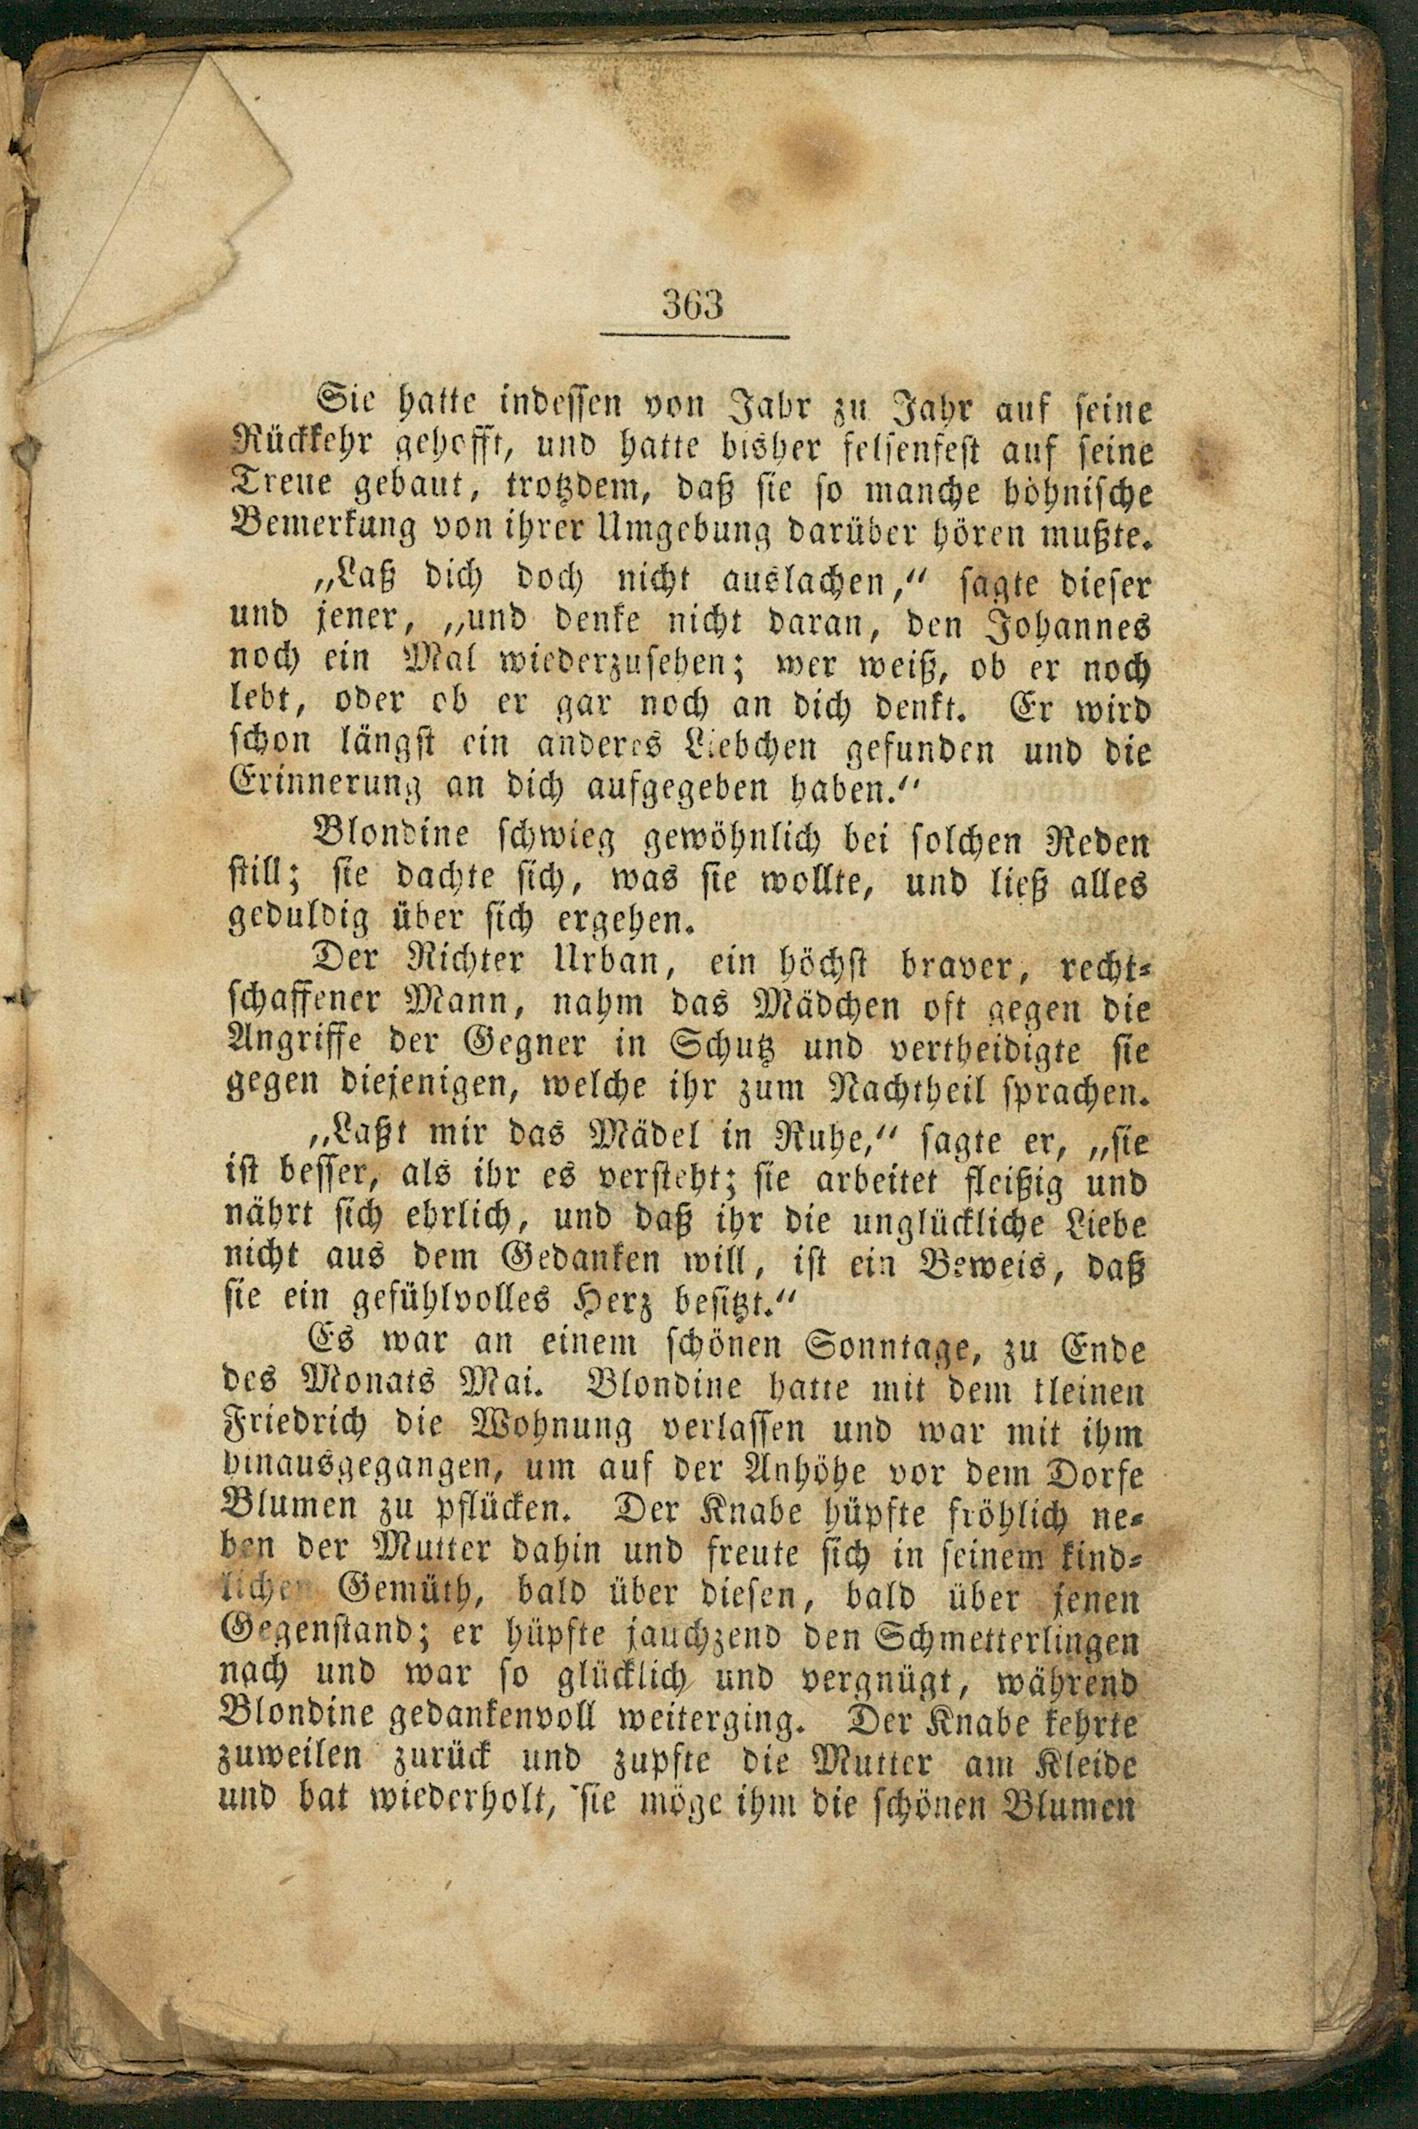 363
Sie hatte indessen von Jahr zu Jahr auf seine
Rückkehr gehofft, und hatte bisher felsenfest auf seine
Treue gebaut, trotzdem, daß sie so manche höhnische
Bemerkung von ihrer Umgebung darüber hören mußte.
„Laß dich doch nicht auslachen,“ sagte dieser
und jener, „und denke nicht daran, den Johannes
noch ein Mal wiederzusehen; wer weiß, ob er noch
lebt, oder ob er gar noch an dich denkt. Er wird
schon längst ein anderes Liebchen gefunden und die
Erinnerung an dich aufgegeben haben.“
Blondine schwieg gewöhnlich bei solchen Reden
still; sie dachte sich, was sie wollte, und ließ alles
geduldig über sich ergehen.
Der Richter Urban, ein höchst braver, recht-
schaffener Mann, nahm das Mädchen oft gegen die
Angriffe der Gegner in Schutz und vertheidigte sie
gegen diejenigen, welche ihr zum Nachtheil sprachen.
„Laßt mir das Mädel in Ruhe,“ sagte er, „sie
ist besser, als ihr es versteht; sie arbeitet fleißig und
nährt sich ehrlich, und daß ihr die unglückliche Liebe
nicht aus dem Gedanken will, ist ein Beweis, daß
sie ein gefühlvolles Herz besitzt.“
Es war an einem schönen Sonntage, zu Ende
des Monats Mai. Blondine hatte mit dem kleinen
Friedrich die Wohnung verlassen und war mit ihm
hinausgegangen, um auf der Anhöhe vor dem Dorfe
Blumen zu pflücken. Der Knabe hüpfte fröhlich ne-
ben der Mutter dahin und freute sich in seinem kind-
lichen Gemüth, bald über diesen, bald über jenen
Gegenstand; er hüpfte jauchzend den Schmetterlingen
nach und war so glücklich und vergnügt, während
Blondine gedankenvoll weiterging. Der Knabe kehrte
zuweilen zurück und zupfte die Mutter am Kleide
und bat wiederholt, sie möge ihm die schönen Blumen